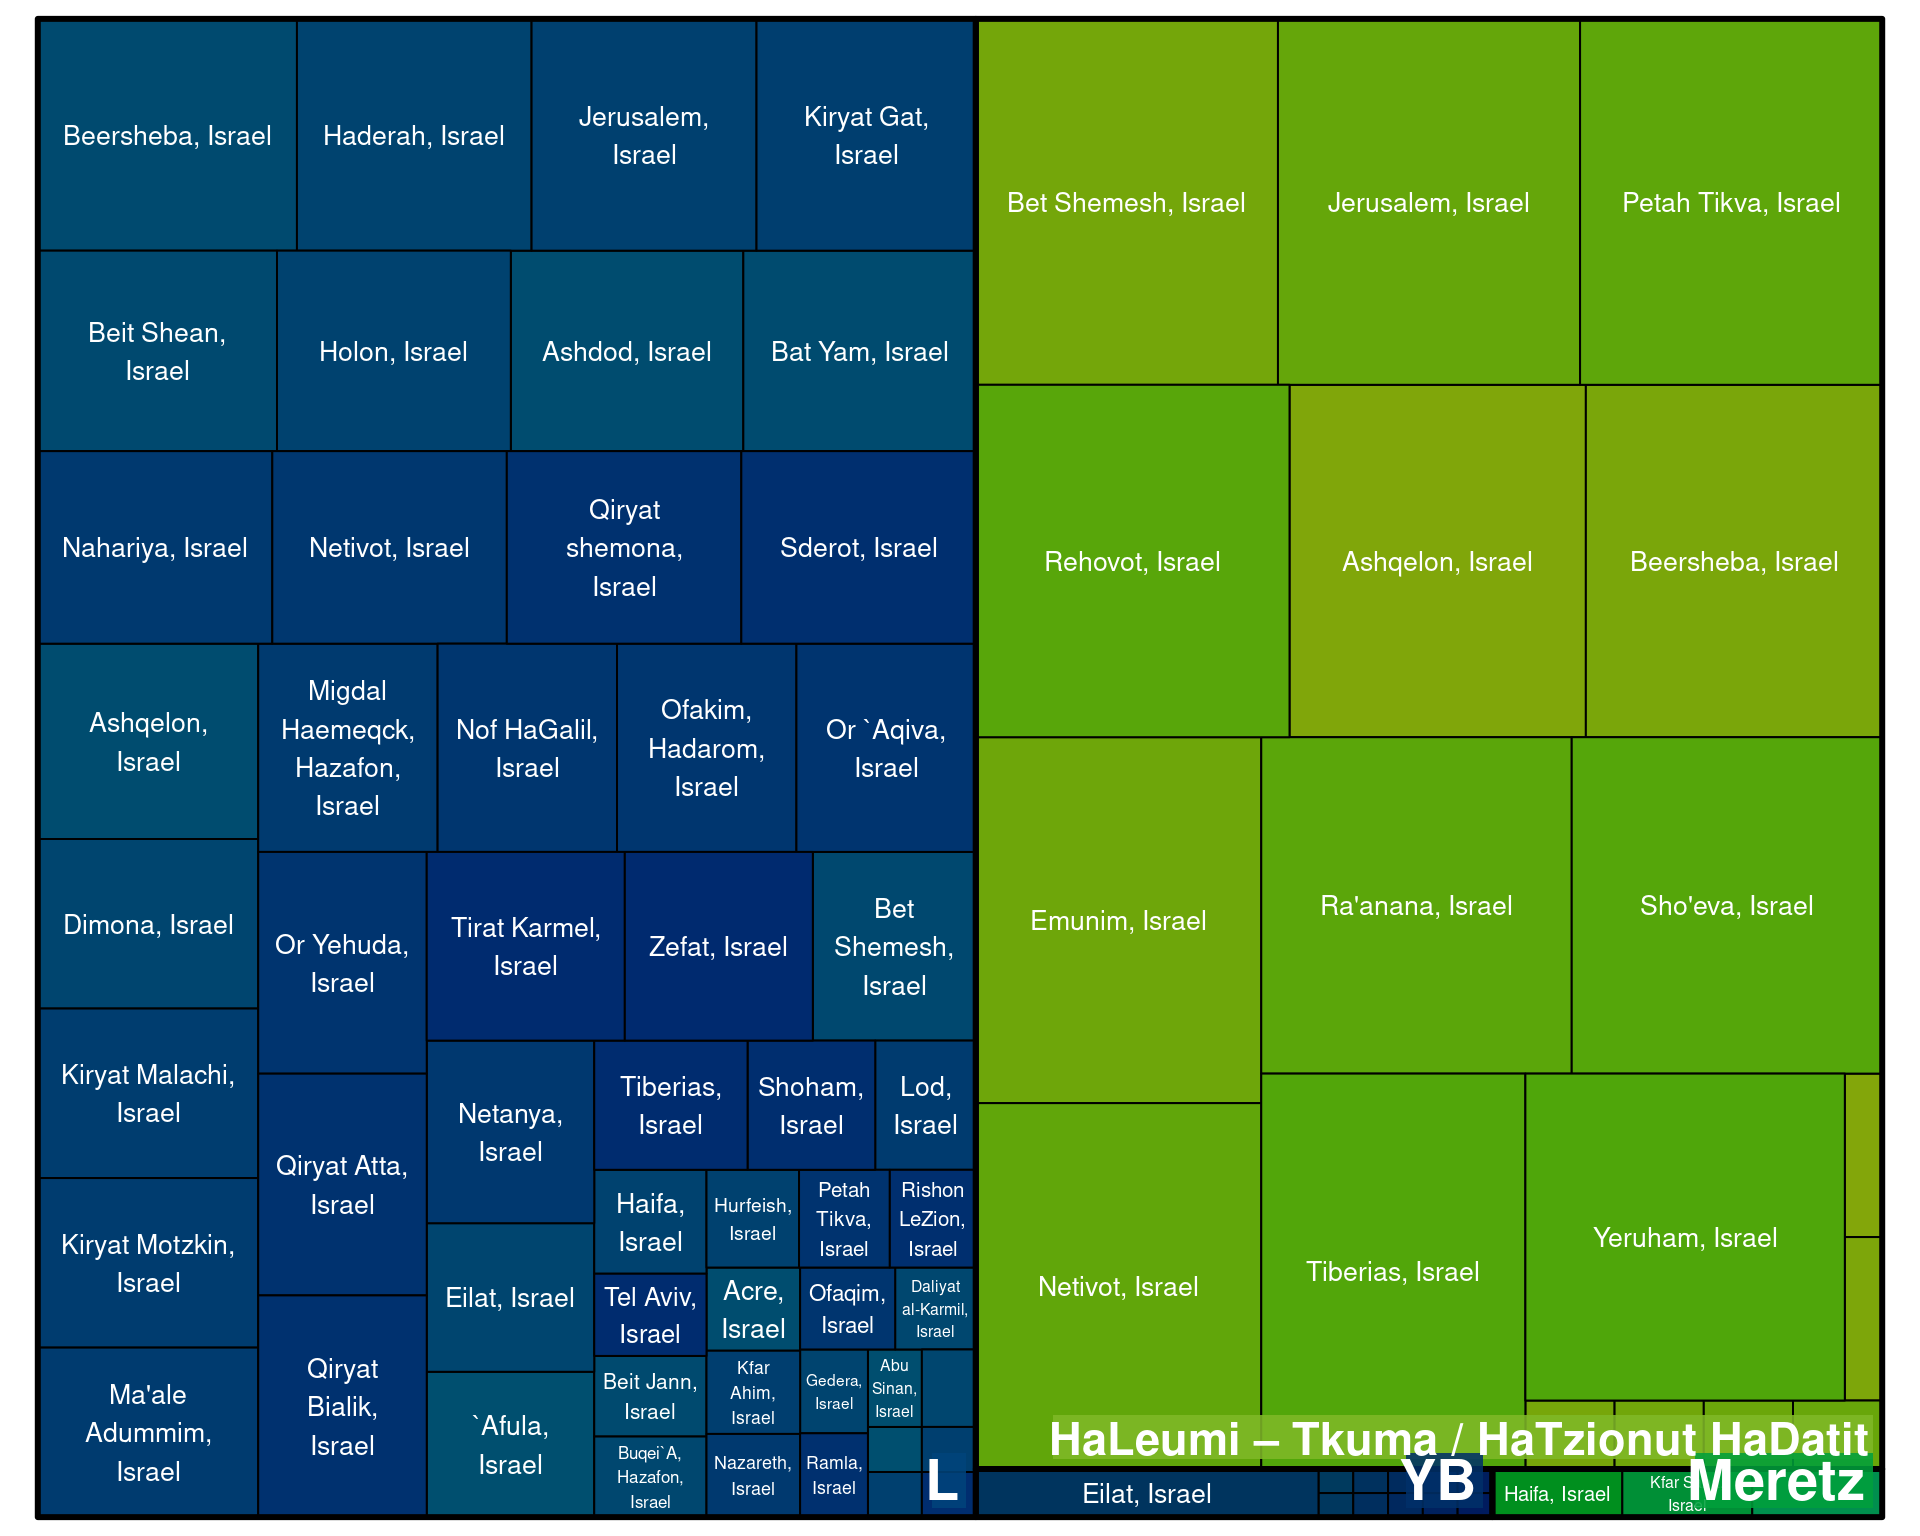 Beersheba, Israel
Haderah, Israel
Jerusalem,
Israel
Kiryat Gat,
Israel
Beit Shean,
Israel
Holon, Israel
Ashdod, Israel
Bat Yam, Israel
Nahariya, Israel
Netivot, Israel
Qiryat
shemona,
Israel
Sderot, Israel
Ashqelon,
Israel
Migdal
Haemeqck,
Hazafon,
Israel
Nof HaGalil,
Israel
Ofakim,
Hadarom,
Israel
Or `Aqiva,
Israel
Dimona, Israel
Or Yehuda,
Israel
Tirat Karmel,
Israel
Zefat, Israel
Bet
Shemesh,
Israel
Kiryat Malachi,
Israel
Qiryat Atta,
Israel
Netanya,
Israel
Tiberias,
Israel
Shoham,
Israel
Lod,
Israel
Kiryat Motzkin,
Israel
Eilat, Israel
Haifa,
Israel
Hurfeish,
Israel
Petah
Tikva,
Israel
Rishon
LeZion,
Israel
Tel Aviv,
Israel
Acre,
Israel
Ofaqim,
Israel
Daliyat
al-Karmil,
Israel
Ma'ale
Adummim,
Israel
Qiryat
Bialik,
Israel
`Afula,
Israel
Beit Jann,
Israel
Kfar
Ahim,
Israel
Gedera,
Israel
Abu
Sinan,
Israel
Buqei`A,
Hazafon,
Israel
Nazareth,
Israel
Ramla,
Israel
L
Bet Shemesh, Israel
Jerusalem, Israel
Petah Tikva, Israel
Rehovot, Israel
Ashqelon, Israel
Beersheba, Israel
Emunim, Israel
Ra'anana, Israel
Sho'eva, Israel
Netivot, Israel
Tiberias, Israel
Yeruham, Israel
HaLeumi – Tkuma / HaTzionut HaDatit
Eilat, Israel
YB
Haifa, Israel
Kfar
Israel
Meretz